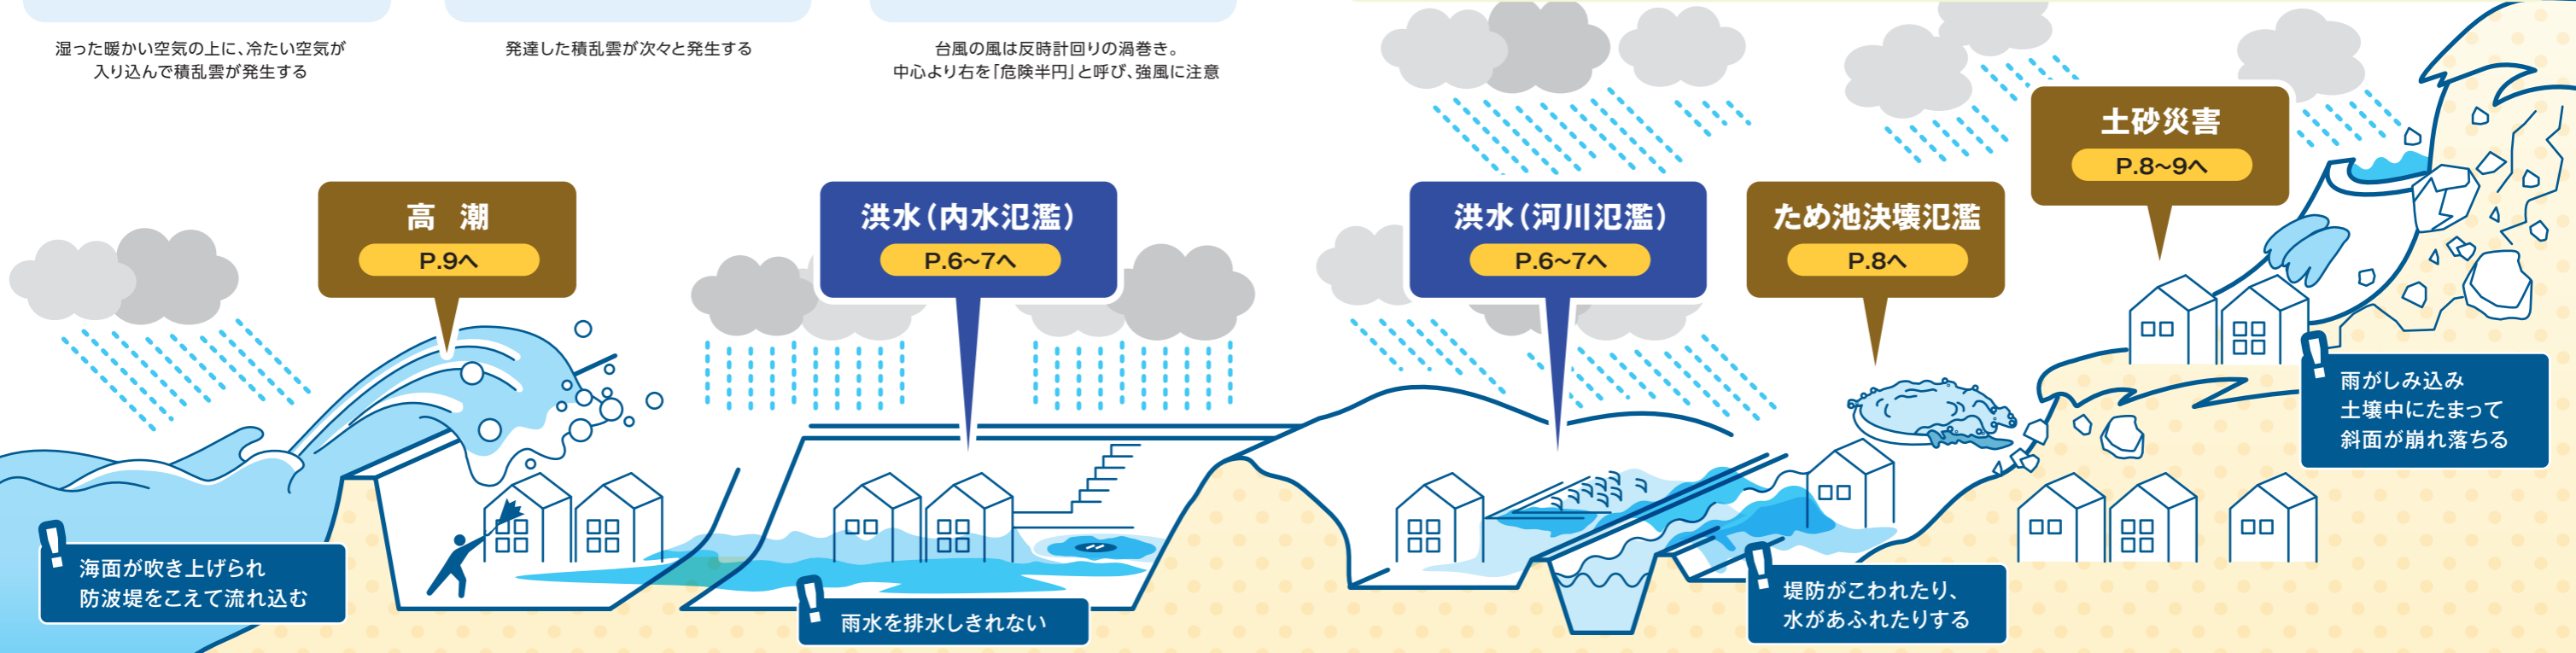 湿った暖かい空気の上に、冷たい空気が
入り込んで積乱雲が発生する
発達した積乱雲が次々と発生する
台風の風は反時計回りの渦巻き。
中心より右を「危険半円」と呼び、強風に注意
高 潮
P.9へ
洪水（内水氾濫）
P.6~7へ
洪水（河川氾濫）
P.6~7へ
ため池決壊氾濫
P.8へ
土砂災害
P.8~9へ
海面が吹き上げられ
防波堤をこえて流れ込む
雨水を排水しきれない
堤防がこわれたり、
水があふれたりする
雨がしみ込み
土壌中にたまって
斜面が崩れ落ちる